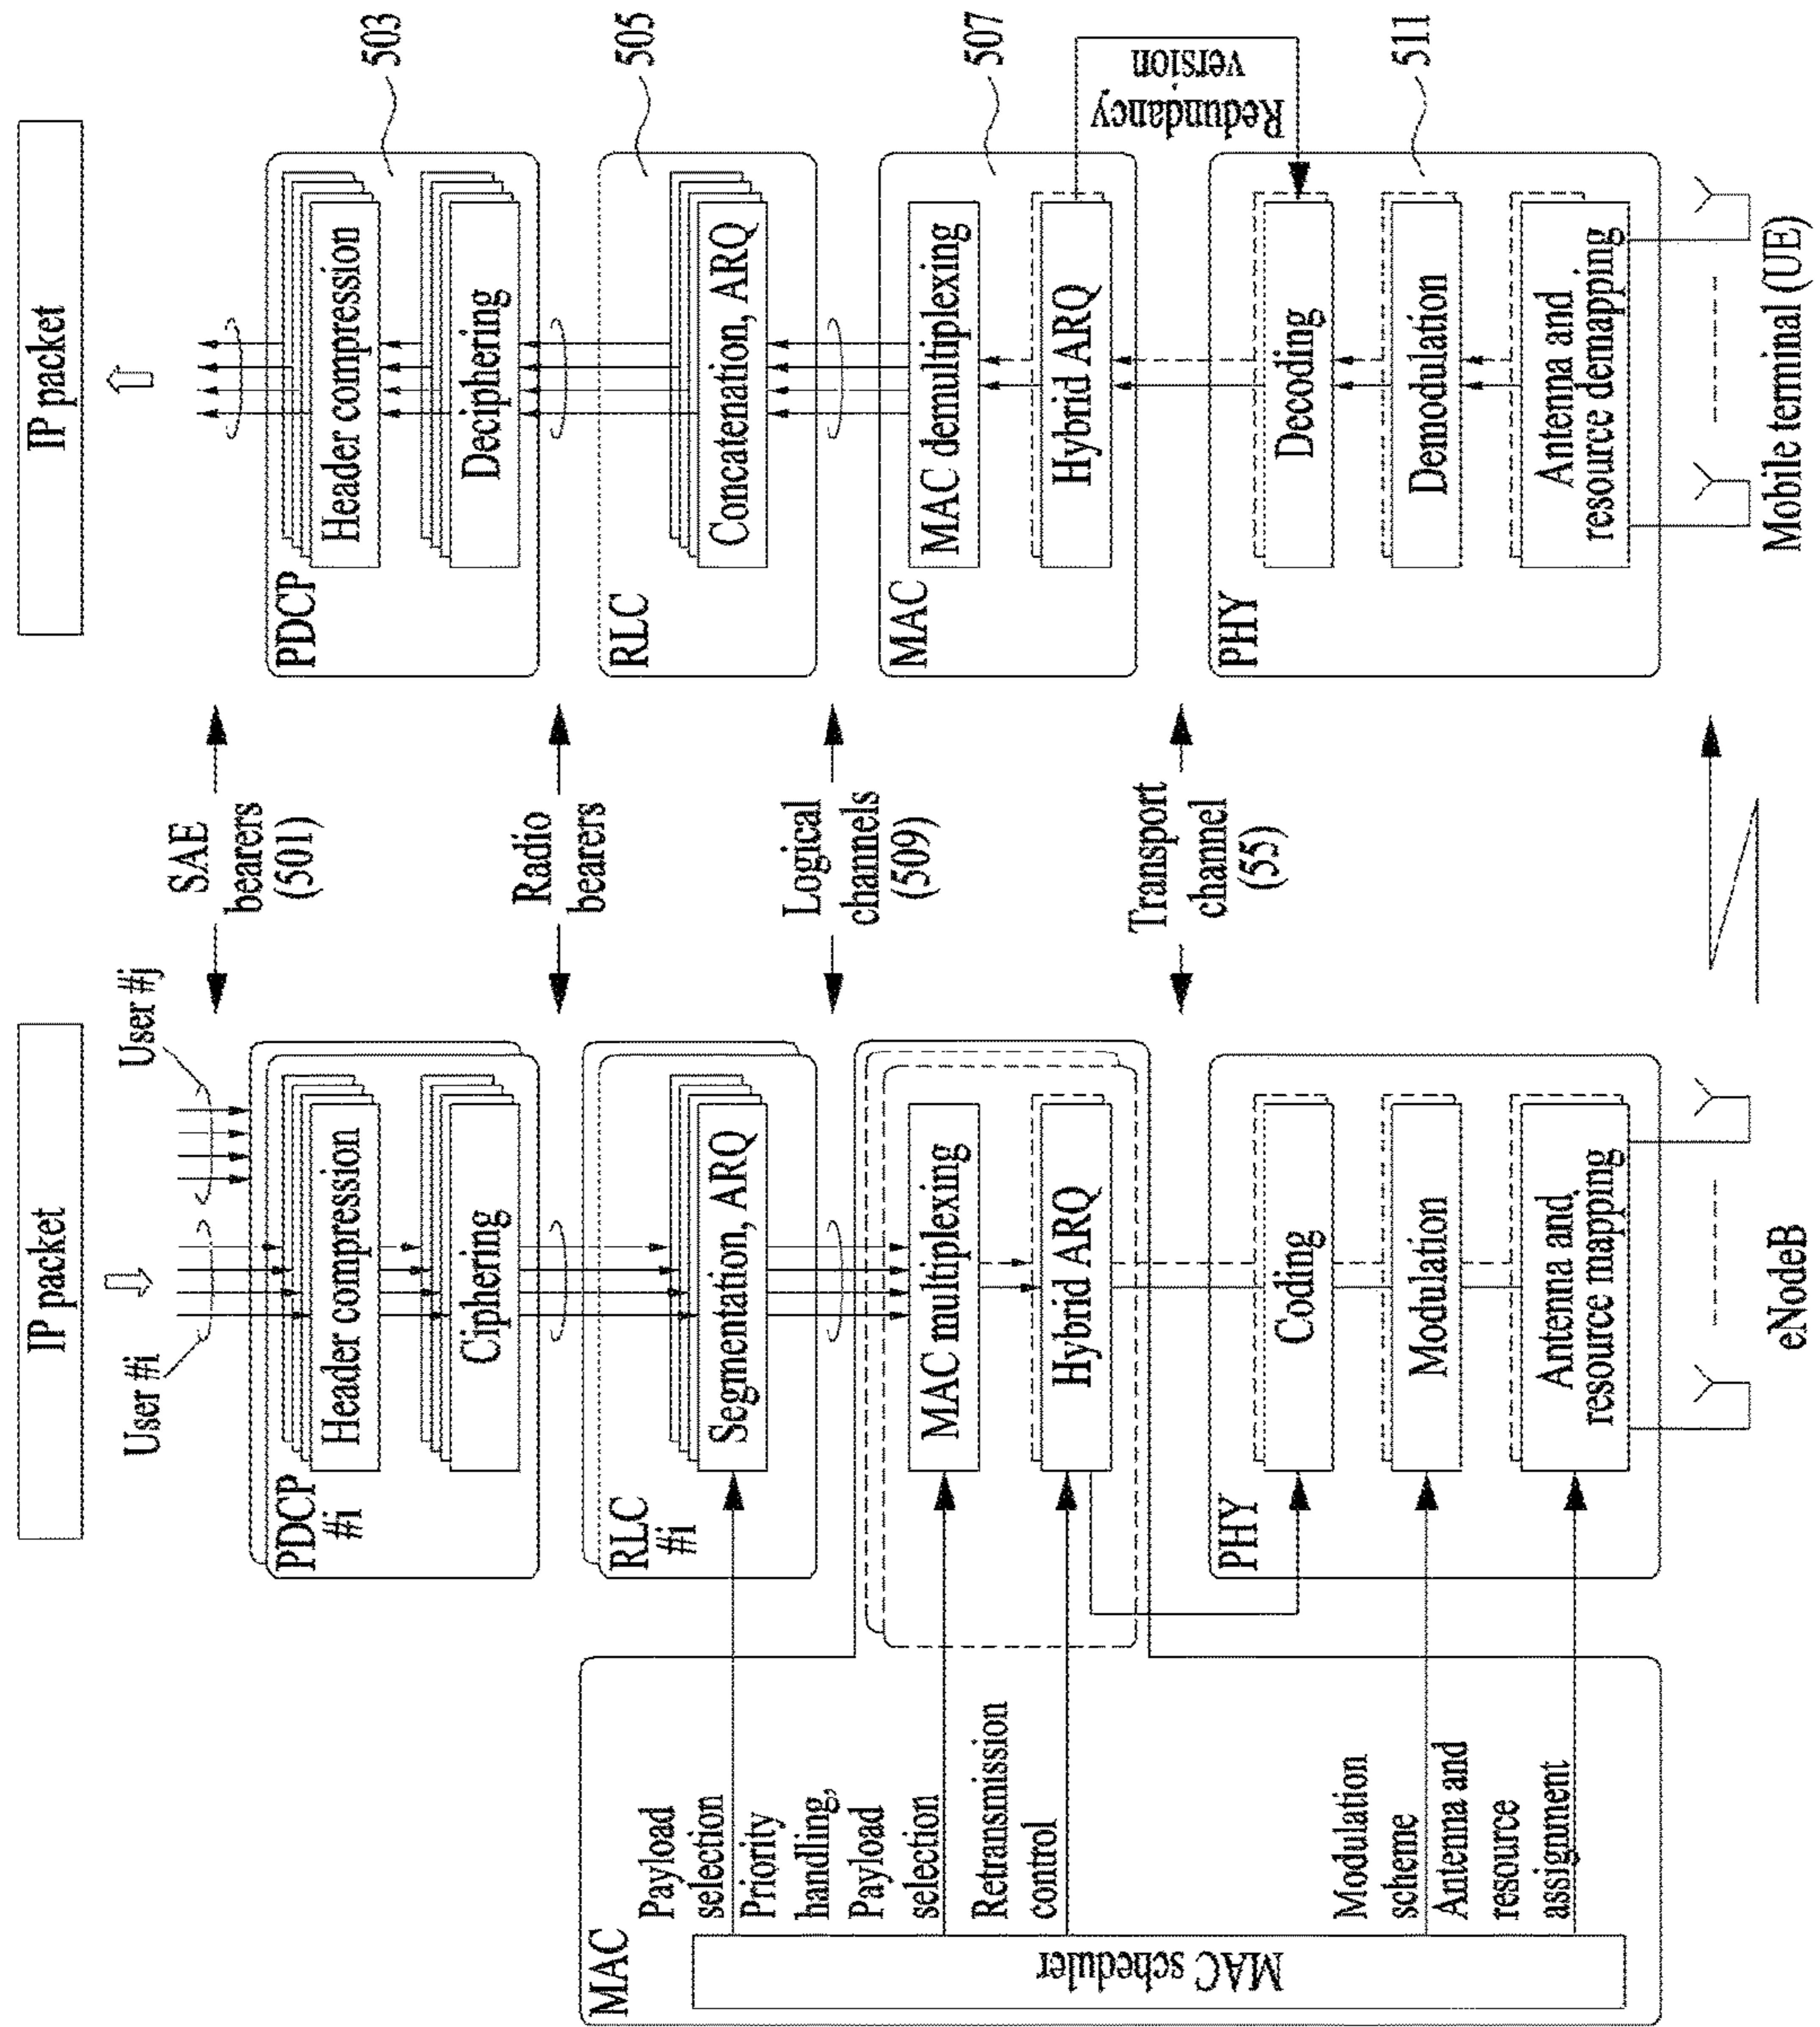 IP packet
User #i
User #j
PDCP
#i
Header compression
Ciphering
RLC
#i
Segmentation, ARQ
MAC
MAC scheduler
Payload
selection
Priority
handling,
Payload
selection
Retransmission
control
Modulation
scheme
Antenna and
resource
assignment
MAC multiplexing
Hybrid ARQ
PHY
Coding
Modulation
Antenna and
resource mapping
eNodeB
SAE
bearers
(501)
Radio
bearers
Logical
channels
(509)
Transport
channel
(55)
IP packet
PDCP
503
Header compression
Deciphering
RLC
505
Concatenation, ARQ
MAC
507
MAC demultiplexing
Hybrid ARQ
Redundancy
version
PHY
511
Decoding
Demodulation
Antenna and
resource demapping
Mobile terminal (UE)